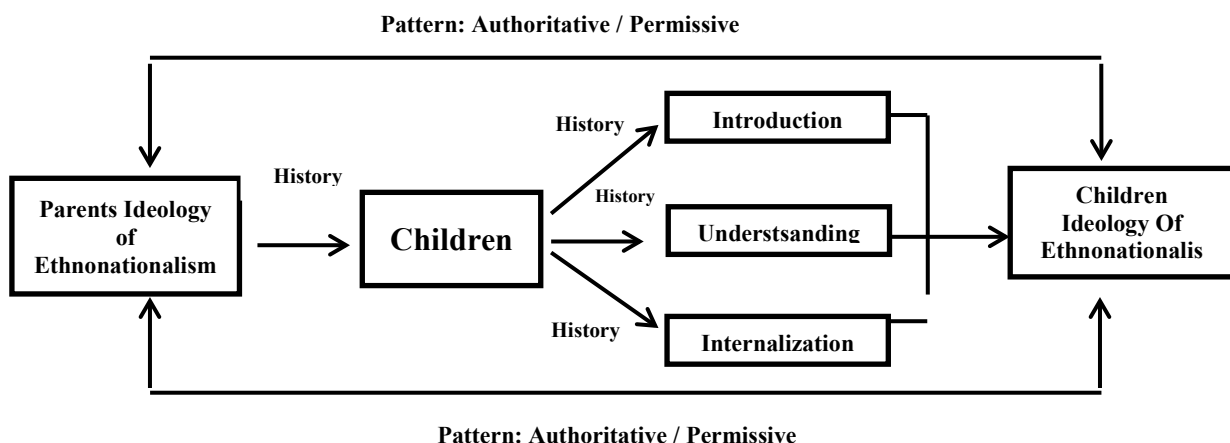 Pattern: Authoritative / Permissive
History
Introduction
History
Parents Ideology
of
Ethnonationalism
Children
History
Understsanding
Children
Ideology Of
Ethnonationalis
History
Internalization
Pattern: Authoritative / Permissive